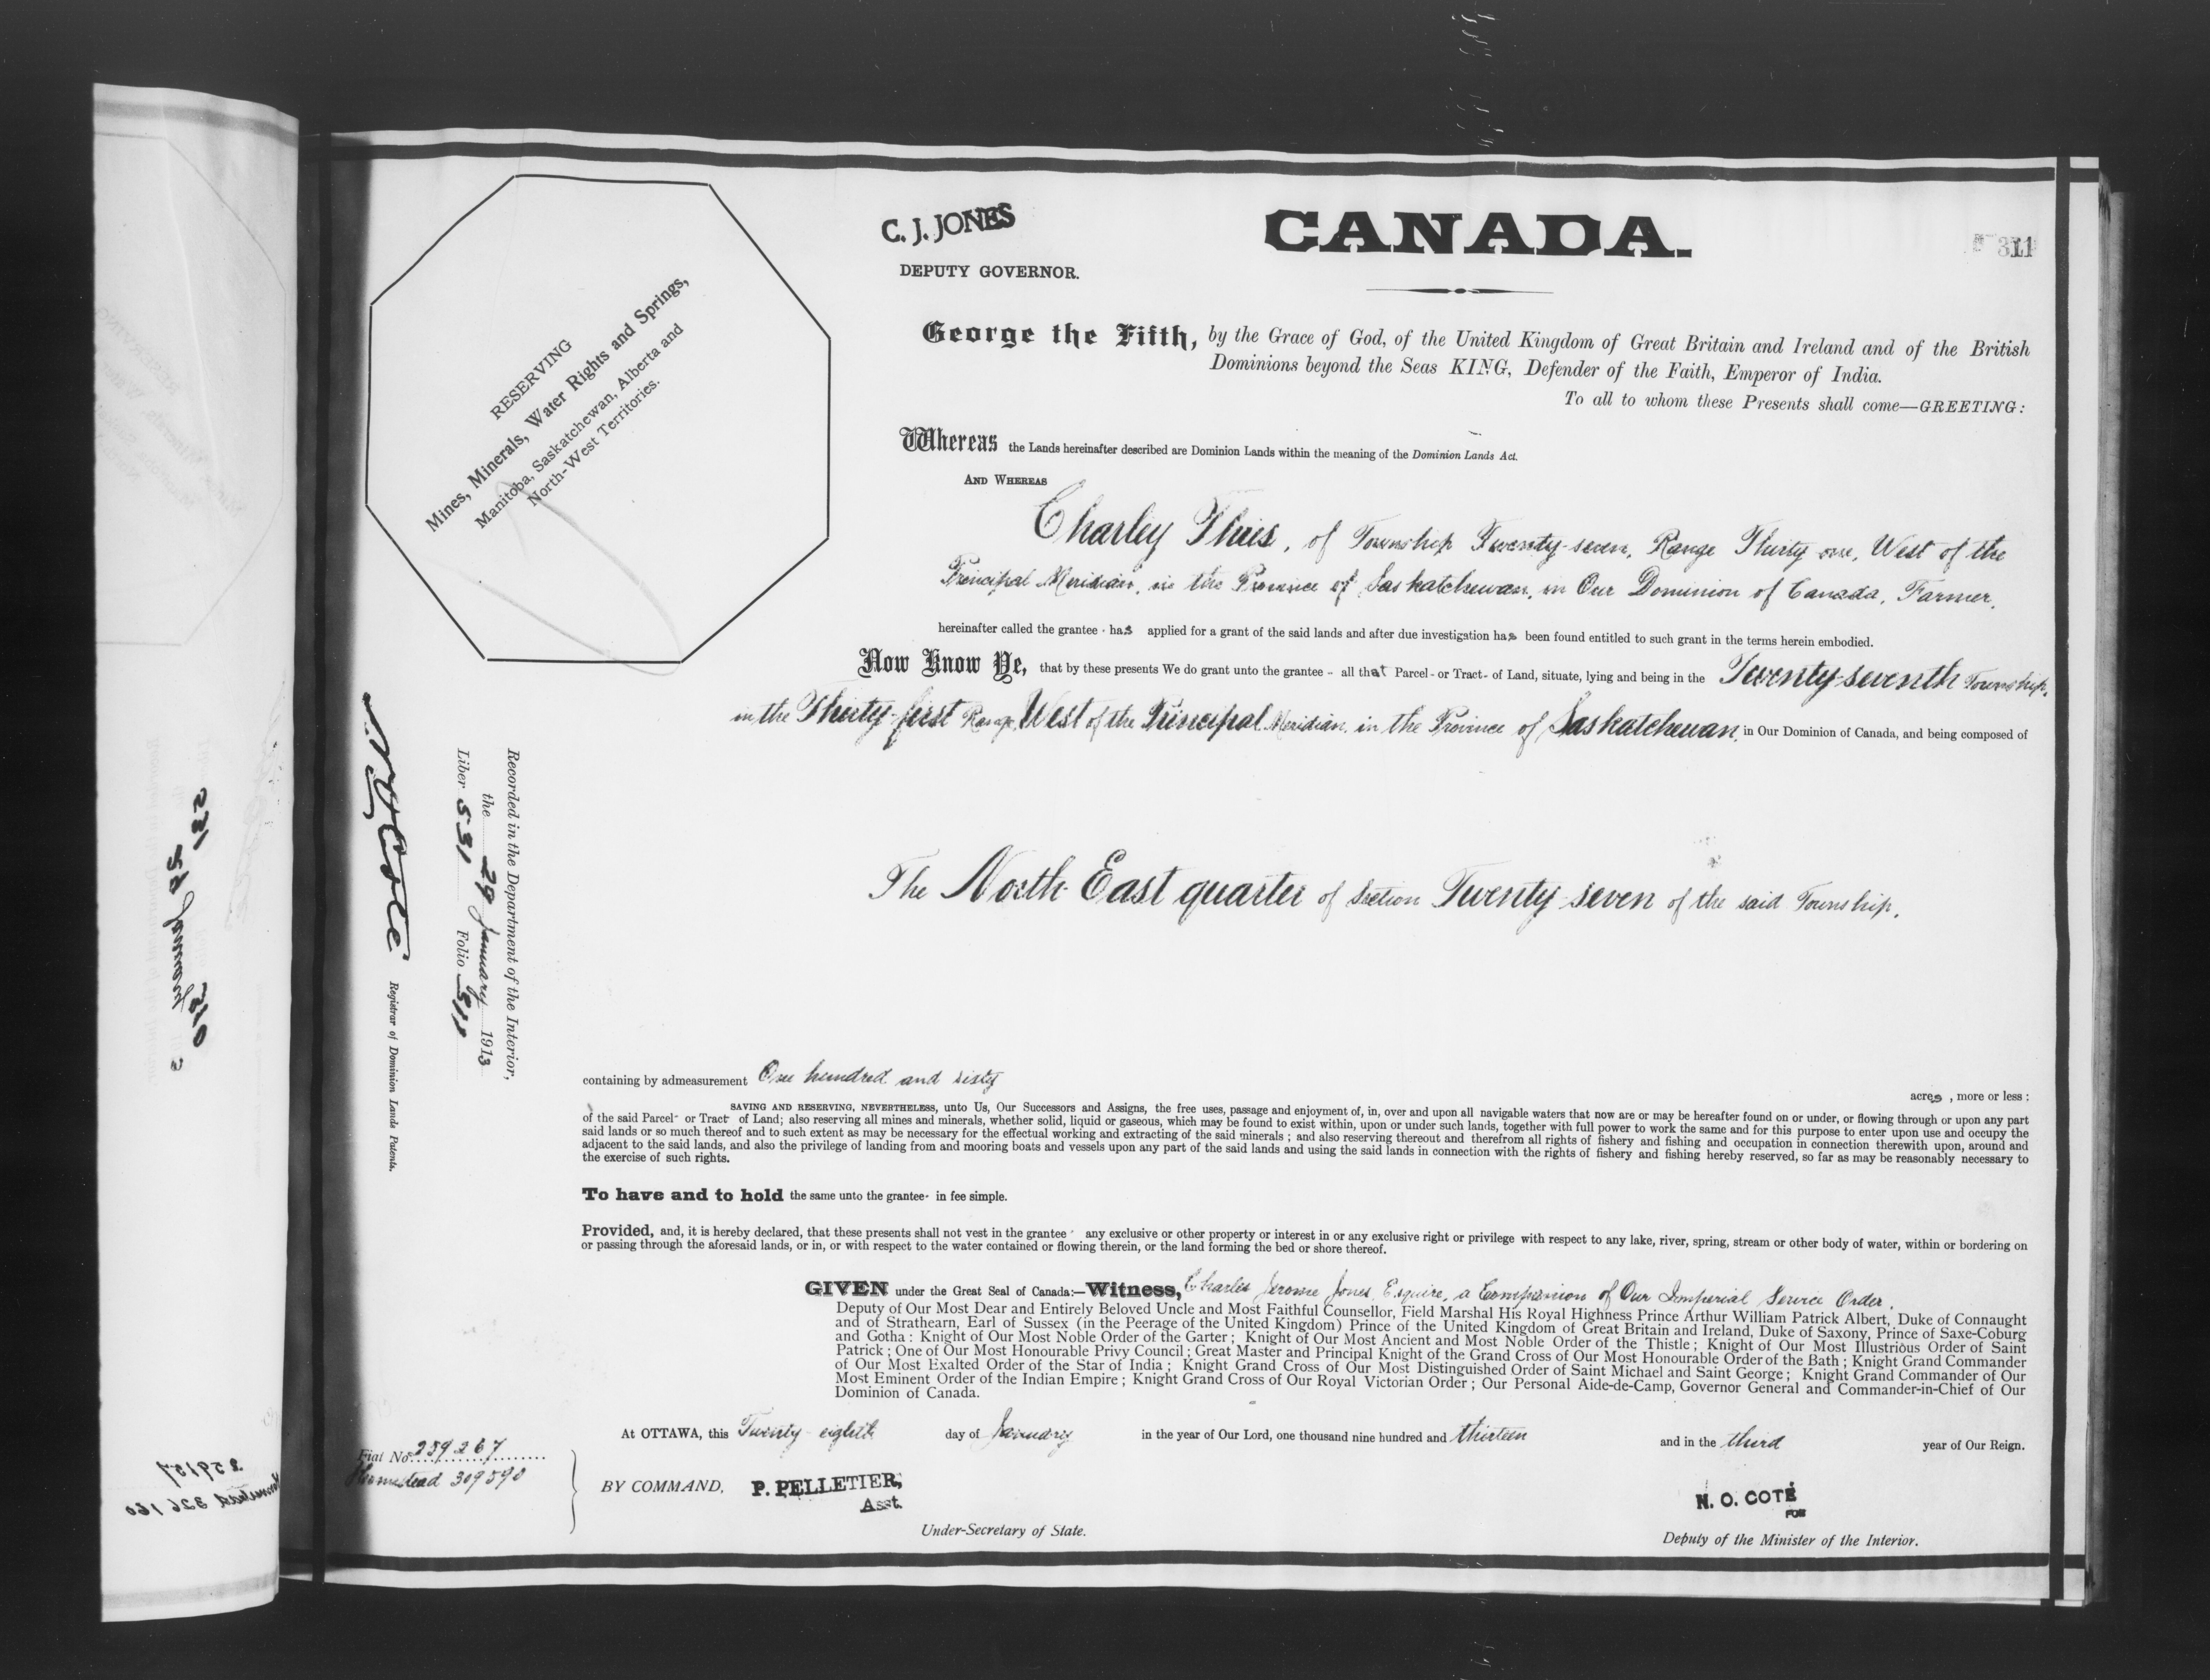 C. J. JONES
DEPUTY GOVERNOR.
CANADA.
311
RESERVING
Mines, Minerals, Water Rights and Springs,
Manitoba, Saskatchewan, Alberta and
North-West Territories.
George the Fifth, by the Grace of God, of the United Kingdom of Great Britain and Ireland and of the British
Dominions beyond the Seas KING, Defender of the Faith, Emperor of India.
To all to whom these Presents shall come—GREETING:
Whereas the Lands hereinafter described are Dominion Lands within the meaning of the Dominion Lands Act.
AND WHEREAS
Charley Thies, of Township Twenty-seven, Range Thirty one, West of the
Principal Meridian, in the Province of Saskatchewan, in Our Dominion of Canada, Farmer,
hereinafter called the grantee - has applied for a grant of the said lands and after due investigation has been found entitled to such grant in the terms herein embodied.
Now Know Ye, that by these presents We do grant unto the grantee - all that Parcel - or Tract - of Land, situate, lying and being in the Twenty-seventh Township,
in the Thirty-first Range, West of the Principal Meridian, in the Province of Saskatchewan, in Our Dominion of Canada, and being composed of
The North East quarter of Section Twenty seven of the said Township.
Recorded in the Department of the Interior,
the 29 January 1913
Liber 531 Folio 311
N. O. Coté
Registrar of Dominion Lands Patents.
containing by admeasurement One hundred and sixty acres, more or less:
SAVING AND RESERVING, NEVERTHELESS, unto Us, Our Successors and Assigns, the free uses, passage and enjoyment of, in, over and upon all navigable waters that now are or may be hereafter found on or under, or flowing through or upon any part
of the said Parcel - or Tract - of Land; also reserving all mines and minerals, whether solid, liquid or gaseous, which may be found to exist within, upon or under such lands, together with full power to work the same and for this purpose to enter upon use and occupy the
said lands or so much thereof and to such extent as may be necessary for the effectual working and extracting of the said minerals; and also reserving thereout and therefrom all rights of fishery and fishing and occupation in connection therewith upon, around and
adjacent to the said lands, and also the privilege of landing from and mooring boats and vessels upon any part of the said lands and using the said lands in connection with the rights of fishery and fishing hereby reserved, so far as may be reasonably necessary to
the exercise of such rights.
To have and to hold the same unto the grantee - in fee simple.
Provided, and, it is hereby declared, that these presents shall not vest in the grantee - any exclusive or other property or interest in or any exclusive right or privilege with respect to any lake, river, spring, stream or other body of water, within or bordering on
or passing through the aforesaid lands, or in, or with respect to the water contained or flowing therein, or the land forming the bed or shore thereof.
GIVEN under the Great Seal of Canada:—Witness, Charles Jerome Jones, Esquire, a Companion of Our Imperial Service Order,
Deputy of Our Most Dear and Entirely Beloved Uncle and Most Faithful Counsellor, Field Marshal His Royal Highness Prince Arthur William Patrick Albert, Duke of Connaught
and of Strathearn, Earl of Sussex (in the Peerage of the United Kingdom) Prince of the United Kingdom of Great Britain and Ireland, Duke of Saxony, Prince of Saxe-Coburg
and Gotha: Knight of Our Most Noble Order of the Garter; Knight of Our Most Ancient and Most Noble Order of the Thistle; Knight of Our Most Illustrious Order of Saint
Patrick; One of Our Most Honourable Privy Council; Great Master and Principal Knight of the Grand Cross of Our Most Honourable Order of the Bath; Knight Grand Commander
of Our Most Exalted Order of the Star of India; Knight Grand Cross of Our Most Distinguished Order of Saint Michael and Saint George; Knight Grand Commander of Our
Most Eminent Order of the Indian Empire; Knight Grand Cross of Our Royal Victorian Order; Our Personal Aide-de-Camp, Governor General and Commander-in-Chief of Our
Dominion of Canada.
At OTTAWA, this Twenty eighth day of January in the year of Our Lord, one thousand nine hundred and thirteen and in the third year of Our Reign.
Fiat No. 259267
Homestead 309590
BY COMMAND, P. PELLETIER,
Asst.
Under-Secretary of State.
N. O. COTÉ
FOR
Deputy of the Minister of the Interior.